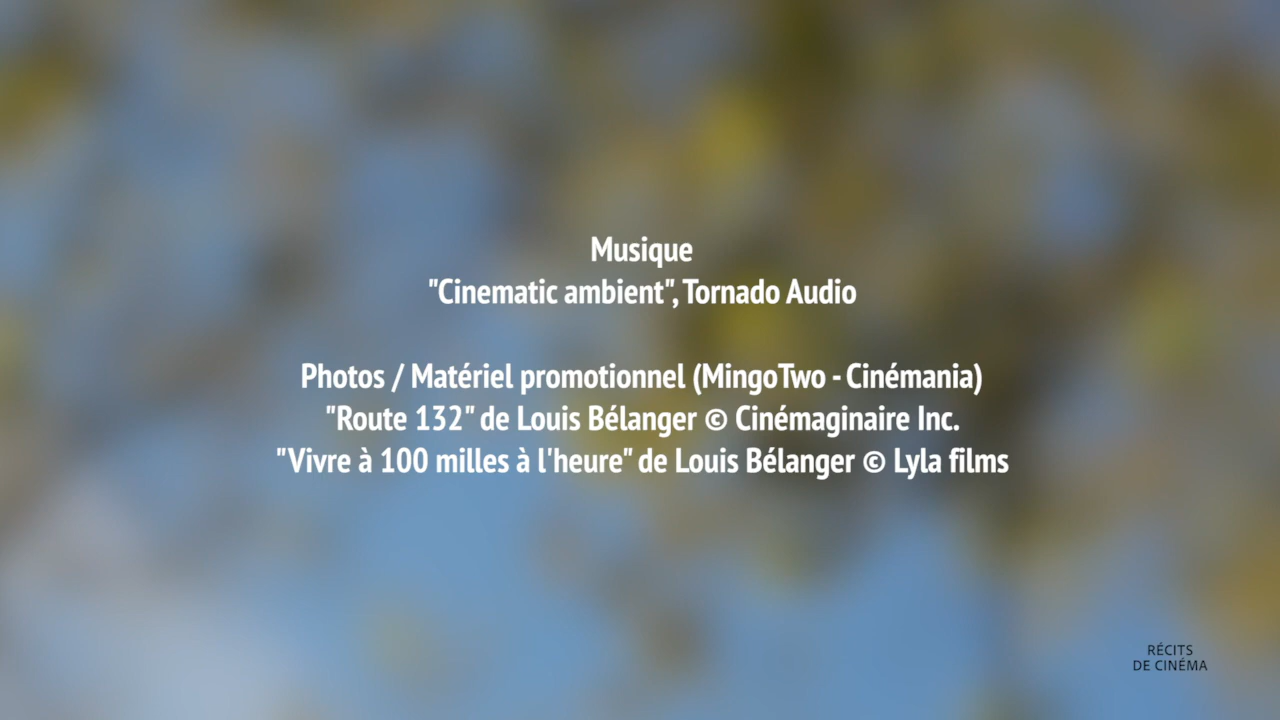 Musique
"Cinematic ambient", Tornado Audio
Photos / Matériel promotionnel (MingoTwo - Cinémania)
"Route 132" de Louis Bélanger © Cinémaginaire Inc.
"Vivre à 100 milles à l'heure" de Louis Bélanger © Lyla films
RÉCITS
DE CINÉMA